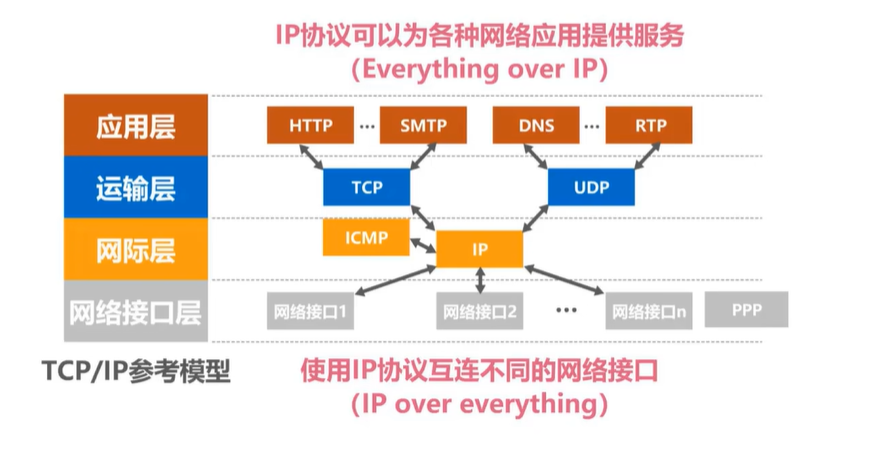 IP协议可以为各种网络应用提供服务
（Everything over IP）
应用层
HTTP ... SMTP DNS ... RTP
运输层
TCP UDP
网际层
ICMP IP
网络接口层
网络接口1 网络接口2 ... 网络接口n PPP
TCP/IP参考模型
使用IP协议互连不同的网络接口
（IP over everything）